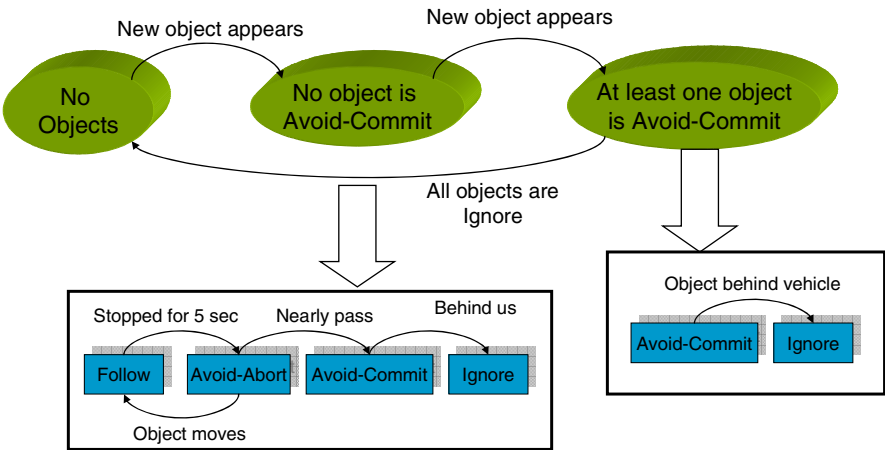 New object appears
New object appears
No
Objects
No object is
Avoid-Commit
At least one object
is Avoid-Commit
All objects are
Ignore
Stopped for 5 sec
Nearly pass
Behind us
Follow
Avoid-Abort
Avoid-Commit
Ignore
Object moves
Object behind vehicle
Avoid-Commit
Ignore